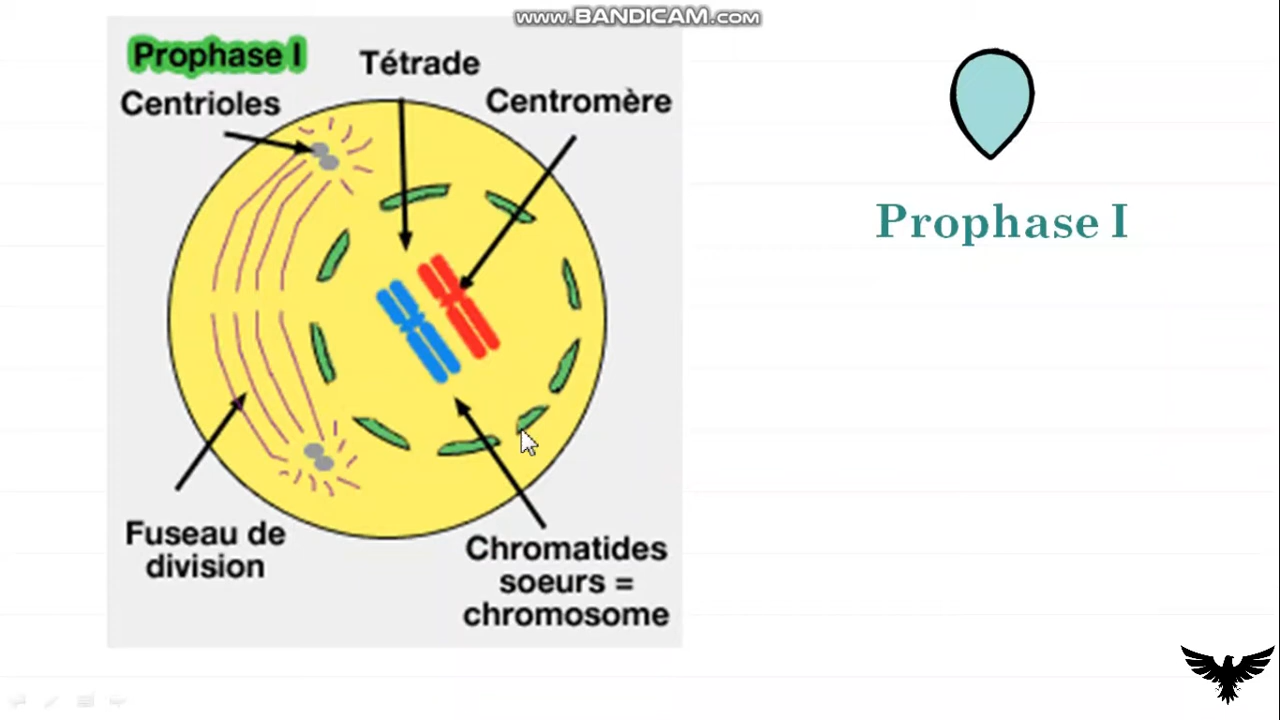 www.BANDICAM.com
Prophase I
Tétrade
Centrioles
Centromère
Prophase I
Fuseau de
division
Chromatides
soeurs =
chromosome